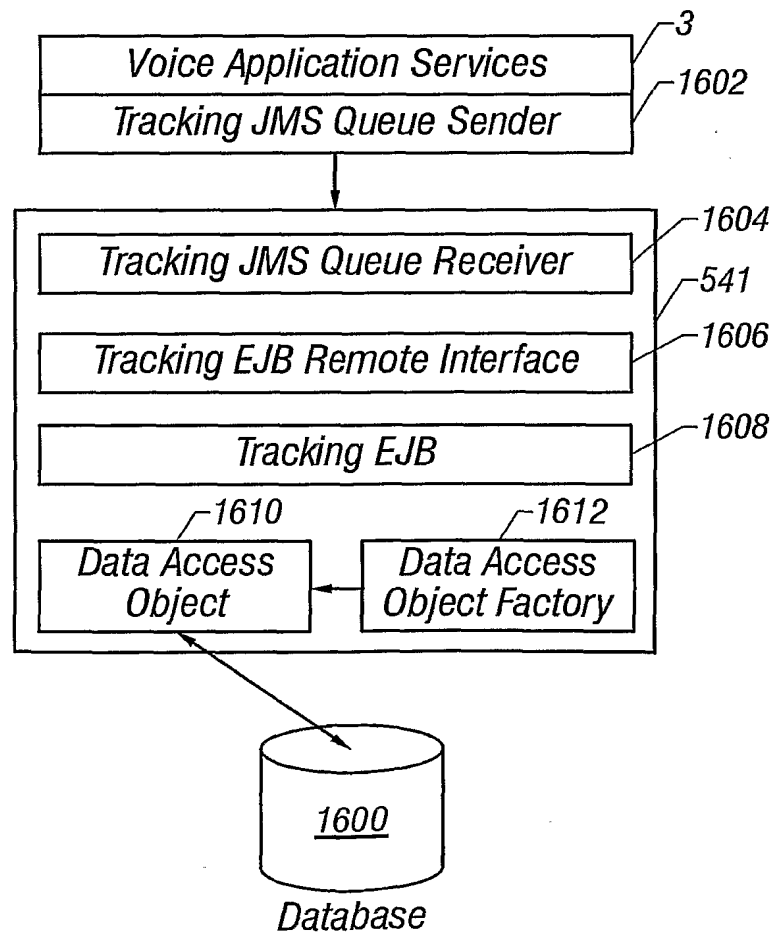 Voice Application Services
3
Tracking JMS Queue Sender
1602
Tracking JMS Queue Receiver
1604
541
Tracking EJB Remote Interface
1606
Tracking EJB
1608
1610
1612
Data Access
Object
Data Access
Object Factory
1600
Database